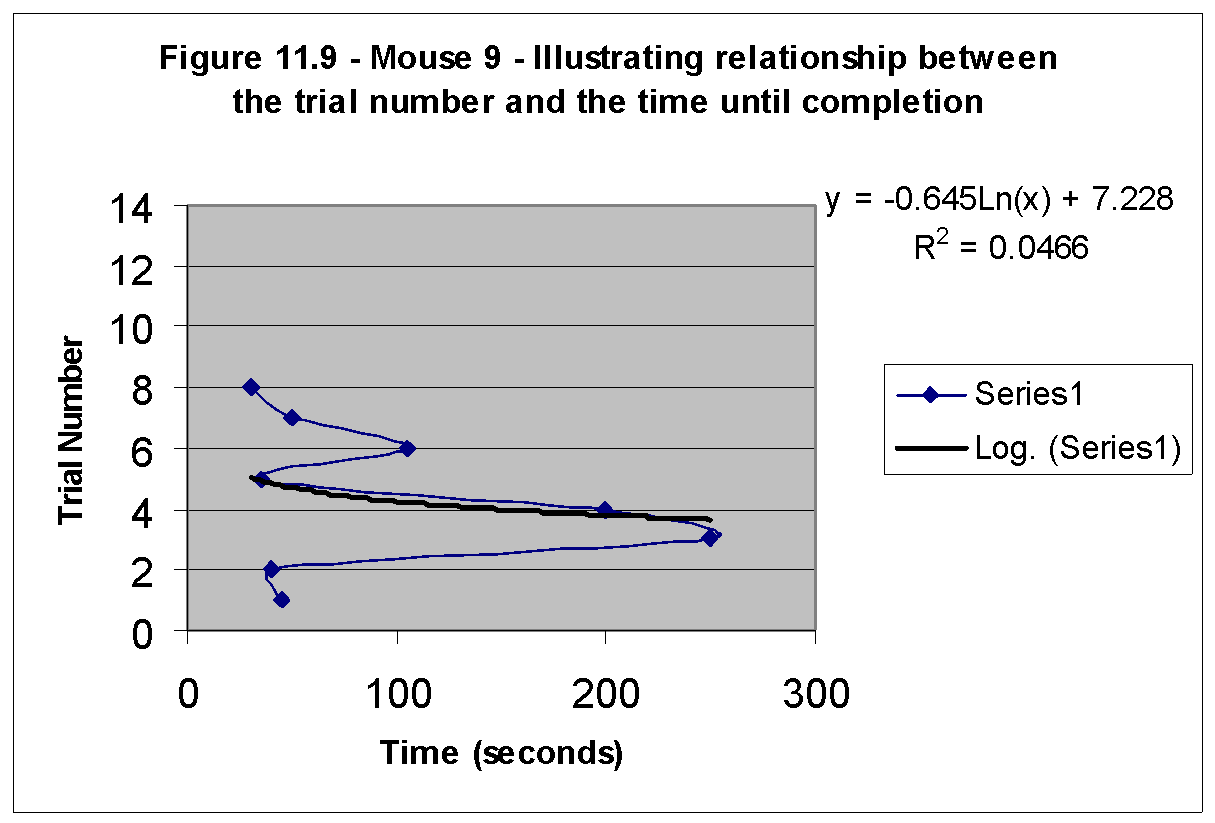 Figure 11.9 - Mouse 9 - Illustrating relationship between
the trial number and the time until completion
y = -0.645Ln(x) + 7.228
R² = 0.0466
14
12
10
8
6
4
2
0
Trial Number
0 100 200 300
Time (seconds)
Series1
Log. (Series1)